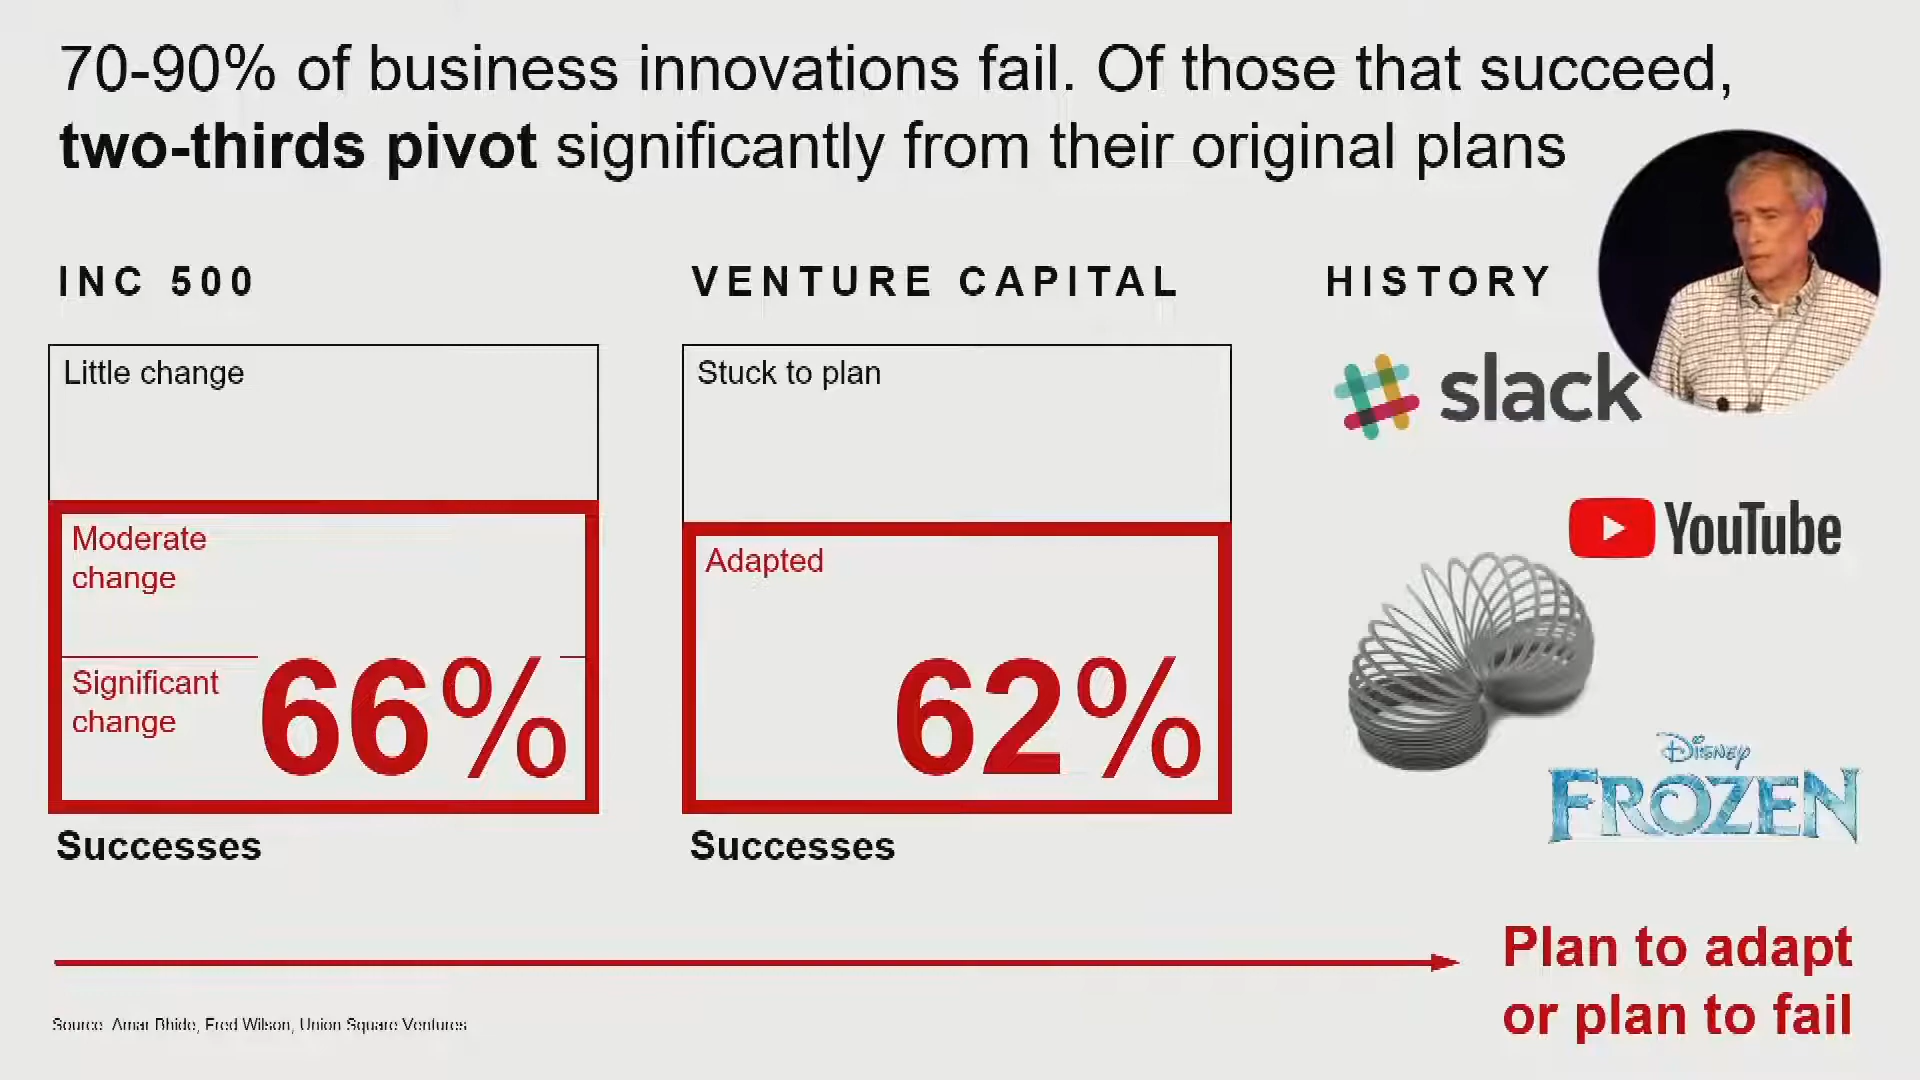 70-90% of business innovations fail. Of those that succeed,
two-thirds pivot significantly from their original plans
INC 500
VENTURE CAPITAL
HISTORY
Little change
Moderate
change
Significant
change
66%
Successes
Stuck to plan
Adapted
62%
Successes
slack
YouTube
Disney
FROZEN
Plan to adapt
or plan to fail
Source: Amar Bhide, Fred Wilson, Union Square Ventures